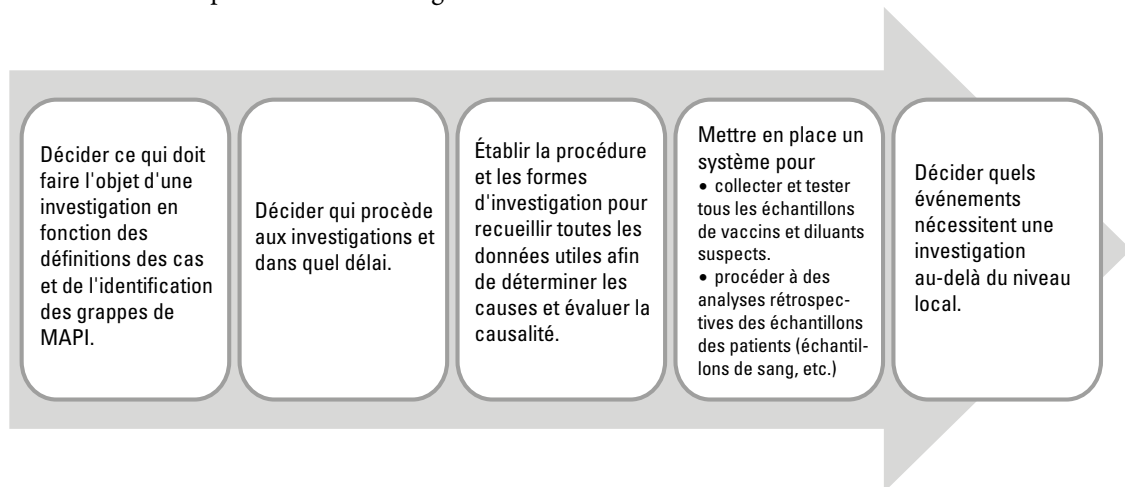 Décider ce qui doit
faire l'objet d'une
investigation en
fonction des
définitions des cas
et de l'identification
des grappes de
MAPI.
Décider qui procède
aux investigations et
dans quel délai.
Établir la procédure
et les formes
d'investigation pour
recueillir toutes les
données utiles afin
de déterminer les
causes et évaluer la
causalité.
Mettre en place un
système pour
• collecter et tester
tous les échantillons
de vaccins et diluants
suspects.
• procéder à des
analyses rétrospec-
tives des échantillons
des patients (échantil-
lons de sang, etc.)
Décider quels
événements
nécessitent une
investigation
au-delà du niveau
local.